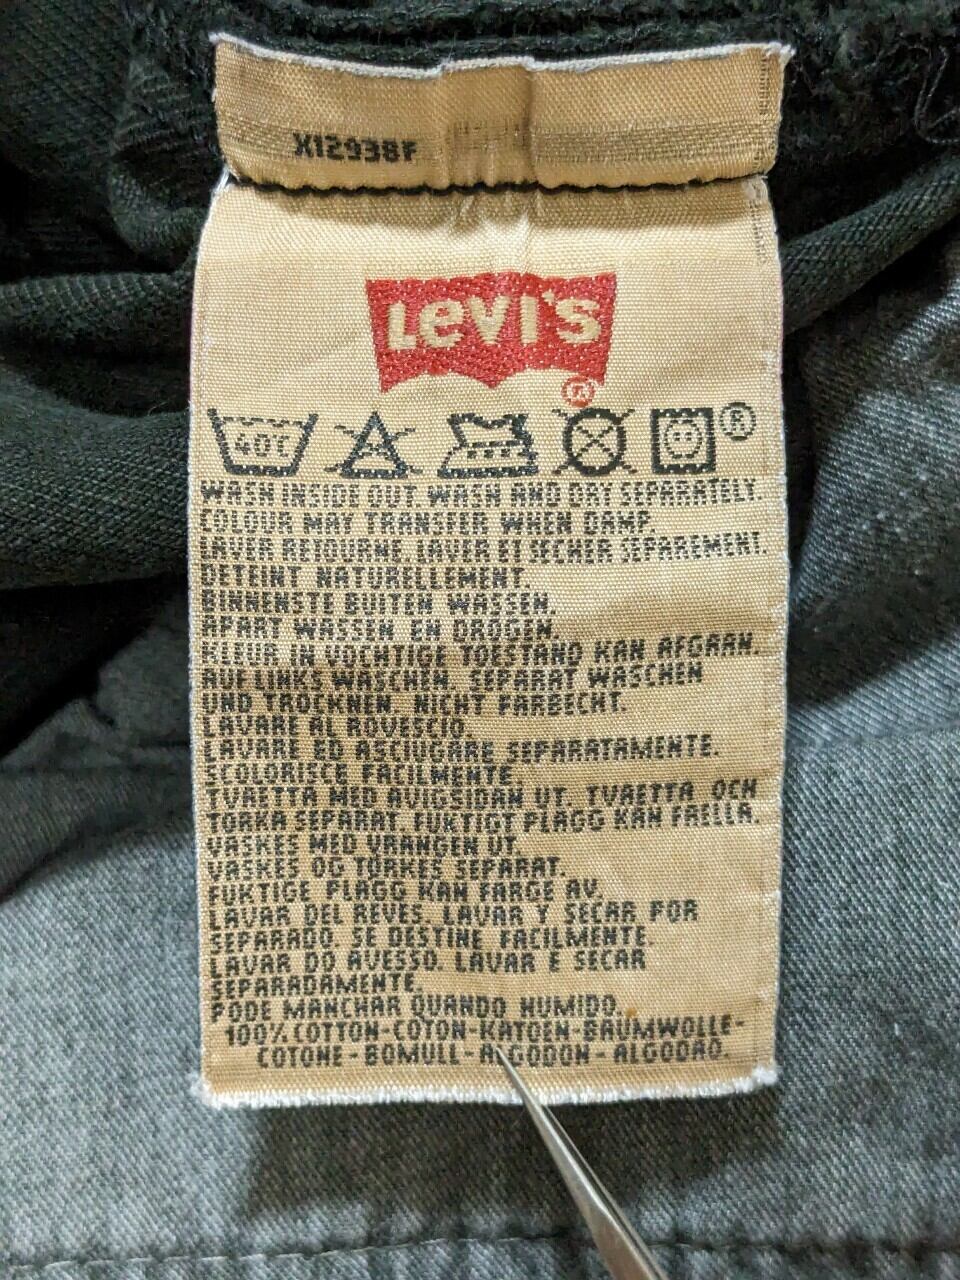 X12938F
Levi's
®
40C
®
WASH INSIDE OUT. WASH AND DRY SEPARATELY.
COLOUR MAY TRANSFER WHEN DAMP.
LAVER RETOURNE. LAVER ET SECHER SEPAREMENT.
DETEINT NATURELLEMENT.
BINNENSTE BUITEN WASSEN.
APART WASSEN EN DROGEN.
KLEUR IN VOCHTIGE TOESTAND KAN AFGAAN.
AUF LINKS WASCHEN. SEPARAT WASCHEN
UND TROCKNEN. NICHT FARBECHT.
LAVARE AL ROVESCIO.
LAVARE ED ASCIUGARE SEPARATAMENTE.
SCOLORISCE FACILMENTE.
TVAETTA MED AVIGSIDAN UT. TVAETTA OCH
TORKA SEPARAT. FUKTIGT PLAGG KAN FAELLA.
VASKES MED VRANGEN UT.
VASKES OG TORKES SEPARAT.
FUKTIGE PLAGG KAN FARGE AV.
LAVAR DEL REVES. LAVAR Y SECAR POR
SEPARADO. SE DESTINE FACILMENTE.
LAVAR DO AVESSO. LAVAR E SECAR
SEPARADAMENTE.
PODE MANCHAR QUANDO HUMIDO.
100% COTTON-COTON-KATOEN-BAUMWOLLE-
COTONE-BOMULL-ALGODON-ALGODAO.